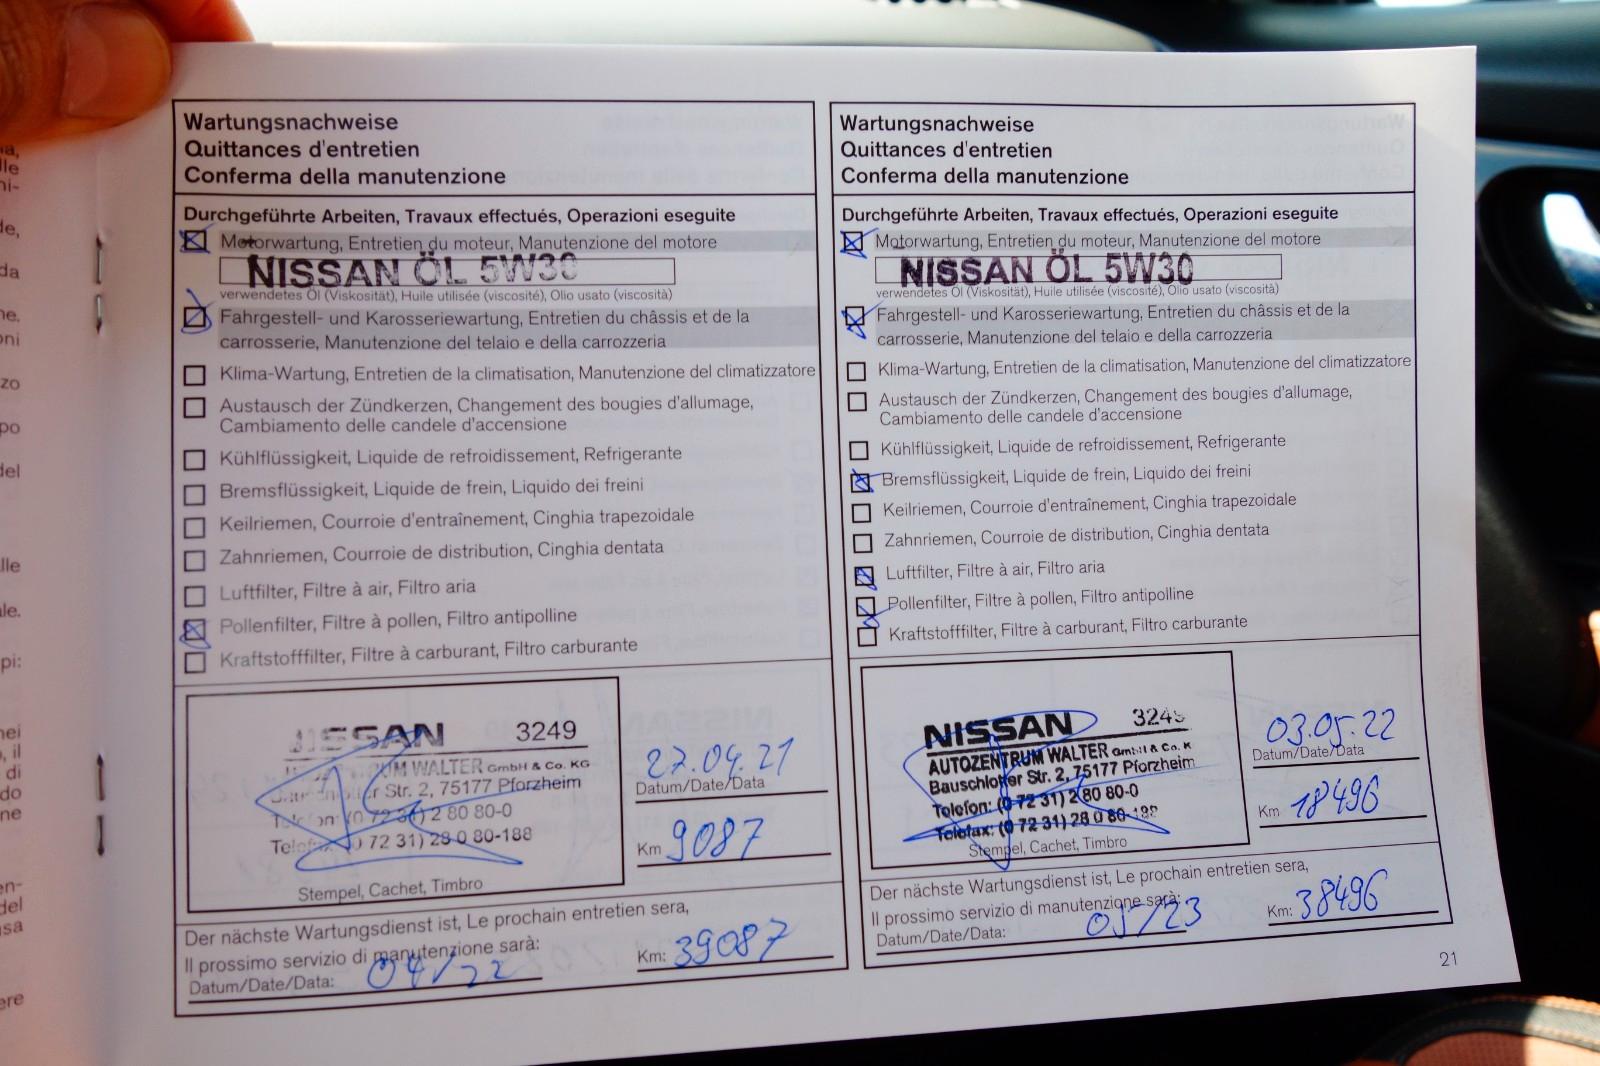 Wartungsnachweise
Quittances d'entretien
Conferma della manutenzione
Durchgeführte Arbeiten, Travaux effectués, Operazioni eseguite
Motorwartung, Entretien du moteur, Manutenzione del motore
NISSAN ÖL 5W30
verwendetes Öl (Viskosität), Huile utilisée (viscosité), Olio usato (viscosità)
Fahrgestell- und Karosseriewartung, Entretien du châssis et de la
carrosserie, Manutenzione del telaio e della carrozzeria
Klima-Wartung, Entretien de la climatisation, Manutenzione del climatizzatore
Austausch der Zündkerzen, Changement des bougies d'allumage,
Cambiamento delle candele d'accensione
Kühlflüssigkeit, Liquide de refroidissement, Refrigerante
Bremsflüssigkeit, Liquide de frein, Liquido dei freini
Keilriemen, Courroie d'entraînement, Cinghia trapezoidale
Zahnriemen, Courroie de distribution, Cinghia dentata
Luftfilter, Filtre à air, Filtro aria
Pollenfilter, Filtre à pollen, Filtro antipolline
Kraftstofffilter, Filtre à carburant, Filtro carburante
NISSAN 3249
WALTER GmbH & Co. KG
Str. 2, 75177 Pforzheim
2 80 80-0
72 31) 28 0 80-188
Stempel, Cachet, Timbro
27.04.21
Datum/Date/Data
Km 9087
Der nächste Wartungsdienst ist, Le prochain entretien sera,
Il prossimo servizio di manutenzione sarà:
Datum/Date/Data: 04/22
Km: 39087
Wartungsnachweise
Quittances d'entretien
Conferma della manutenzione
Durchgeführte Arbeiten, Travaux effectués, Operazioni eseguite
Motorwartung, Entretien du moteur, Manutenzione del motore
NISSAN ÖL 5W30
verwendetes Öl (Viskosität), Huile utilisée (viscosité), Olio usato (viscosità)
Fahrgestell- und Karosseriewartung, Entretien du châssis et de la
carrosserie, Manutenzione del telaio e della carrozzeria
Klima-Wartung, Entretien de la climatisation, Manutenzione del climatizzatore
Austausch der Zündkerzen, Changement des bougies d'allumage,
Cambiamento delle candele d'accensione
Kühlflüssigkeit, Liquide de refroidissement, Refrigerante
Bremsflüssigkeit, Liquide de frein, Liquido dei freini
Keilriemen, Courroie d'entraînement, Cinghia trapezoidale
Zahnriemen, Courroie de distribution, Cinghia dentata
Luftfilter, Filtre à air, Filtro aria
Pollenfilter, Filtre à pollen, Filtro antipolline
Kraftstofffilter, Filtre à carburant, Filtro carburante
NISSAN 3249
AUTOZENTRUM WALTER GmbH & Co. K
Bauschlotter Str. 2, 75177 Pforzheim
Telefon: (0 72 31) 2 80 80-0
Telefax: (0 72 31) 28 0 80-188
Stempel, Cachet, Timbro
03.05.22
Datum/Date/Data
Km 18496
Der nächste Wartungsdienst ist, Le prochain entretien sera,
Il prossimo servizio di manutenzione sarà:
Datum/Date/Data: 05/23
Km: 38496
21